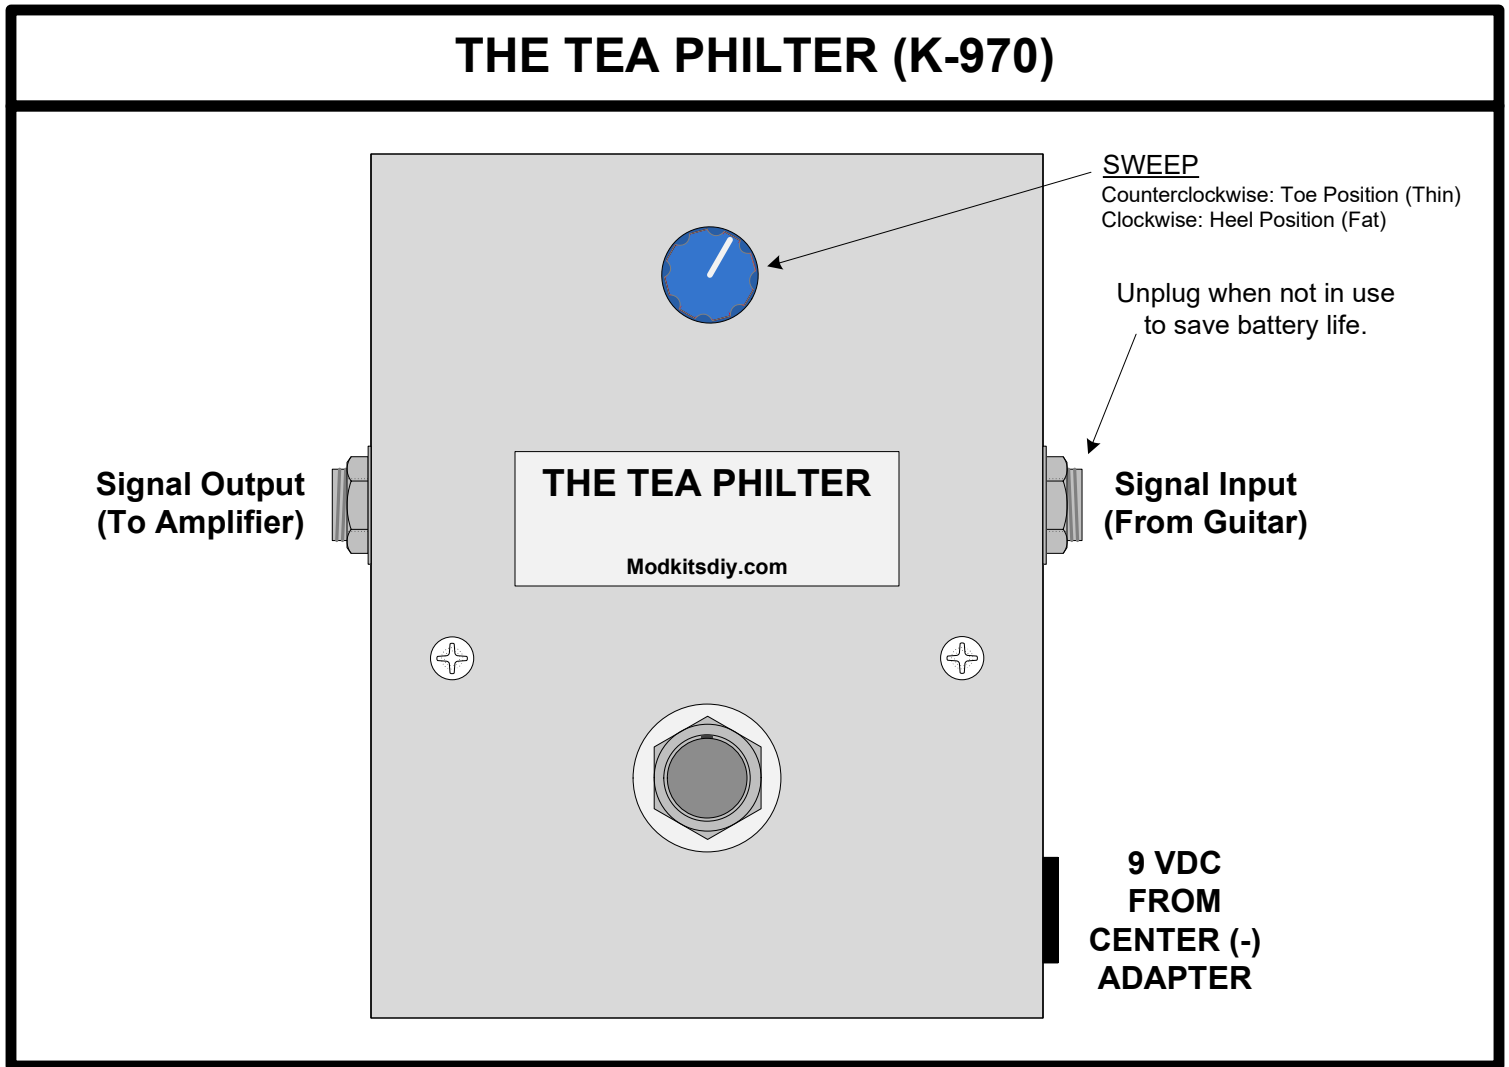 THE TEA PHILTER (K-970)
SWEEP
Counterclockwise: Toe Position (Thin)
Clockwise: Heel Position (Fat)
Unplug when not in use
to save battery life.
Signal Output
(To Amplifier)
THE TEA PHILTER
Modkitsdiy.com
Signal Input
(From Guitar)
9 VDC
FROM
CENTER (-)
ADAPTER